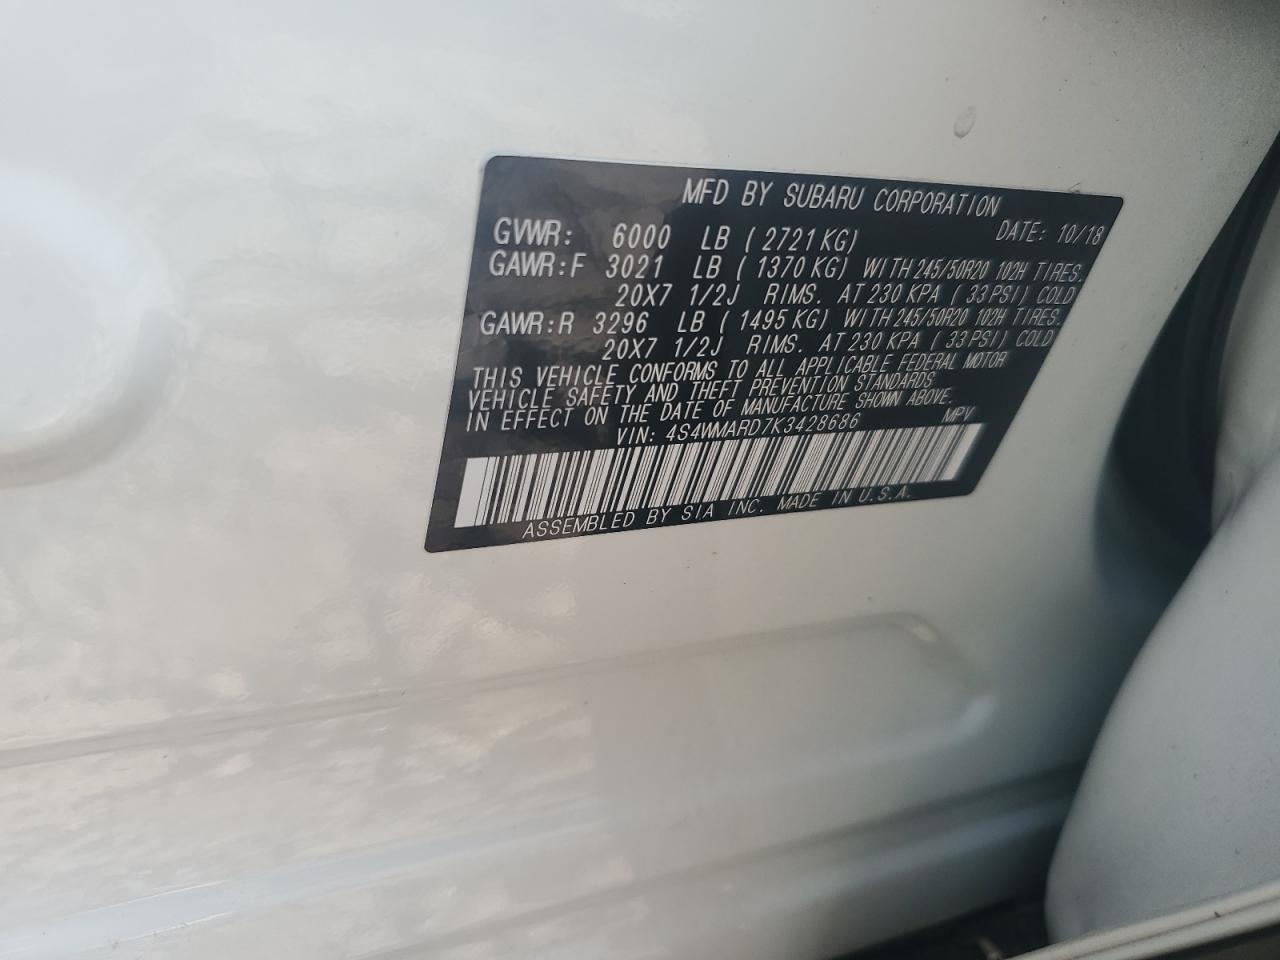 MFD BY SUBARU CORPORATION
GVWR: 6000 LB ( 2721 KG) DATE: 10/18
GAWR:F 3021 LB ( 1370 KG) WITH 245/50R20 102H TIRES.
20X7 1/2J RIMS. AT 230 KPA ( 33 PSI) COLD
GAWR:R 3296 LB ( 1495 KG) WITH 245/50R20 102H TIRES.
20X7 1/2J RIMS. AT 230 KPA ( 33 PSI) COLD
THIS VEHICLE CONFORMS TO ALL APPLICABLE FEDERAL MOTOR
VEHICLE SAFETY AND THEFT PREVENTION STANDARDS
IN EFFECT ON THE DATE OF MANUFACTURE SHOWN ABOVE.
VIN: 4S4WMARD7K3428686 MPV
ASSEMBLED BY SIA INC. MADE IN U.S.A.